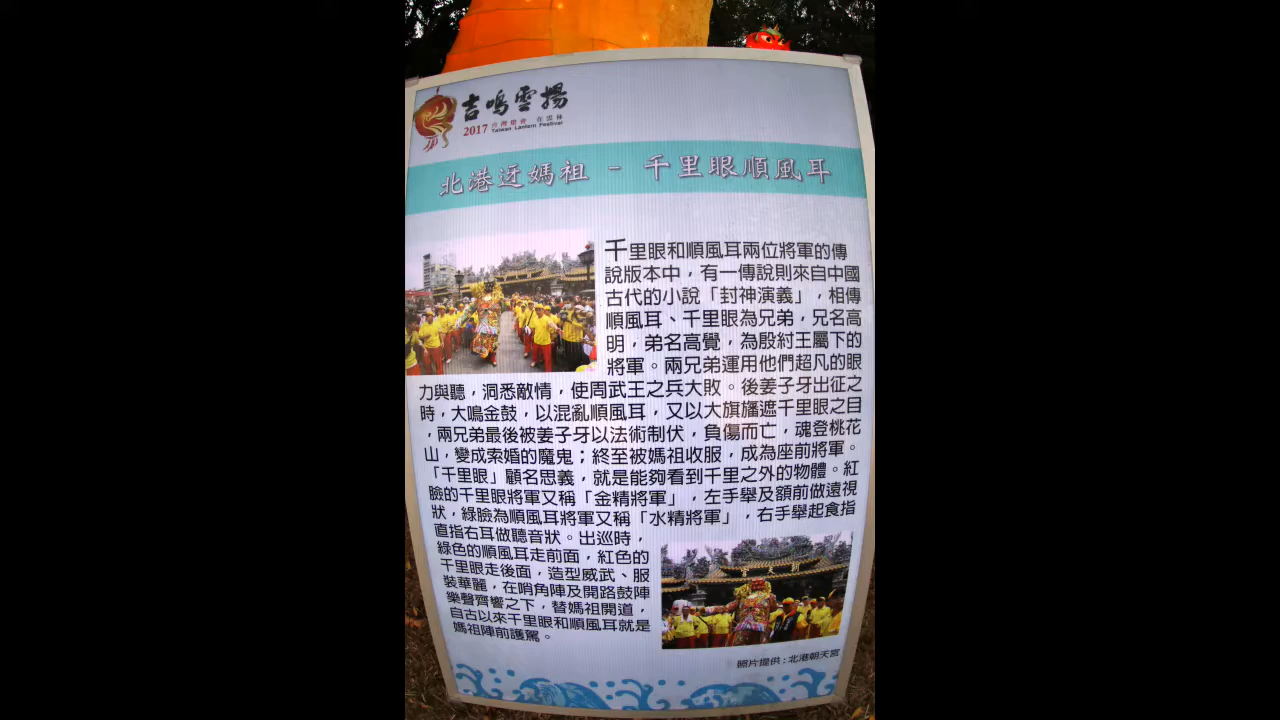 吉鳴雲揚
2017 台灣燈會 在雲林
Taiwan Lantern Festival
北港迓媽祖 - 千里眼順風耳
千里眼和順風耳兩位將軍的傳
說版本中，有一傳說則來自中國
古代的小說「封神演義」，相傳
順風耳、千里眼為兄弟，兄名高
明，弟名高覺，為殷紂王屬下的
將軍。兩兄弟運用他們超凡的眼
力與聽，洞悉敵情，使周武王之兵大敗。後姜子牙出征之
時，大鳴金鼓，以混亂順風耳，又以大旗旛遮千里眼之目
，兩兄弟最後被姜子牙以法術制伏，負傷而亡，魂登桃花
山，變成索婚的魔鬼；終至被媽祖收服，成為座前將軍。
「千里眼」顧名思義，就是能夠看到千里之外的物體。紅
臉的千里眼將軍又稱「金精將軍」，左手舉及額前做遠視
狀，綠臉為順風耳將軍又稱「水精將軍」，右手舉起食指
直指右耳做聽音狀。出巡時，
綠色的順風耳走前面，紅色的
千里眼走後面，造型威武、服
裝華麗，在哨角陣及開路鼓陣
樂聲齊響之下，替媽祖開道，
自古以來千里眼和順風耳就是
媽祖陣前護駕。
照片提供：北港朝天宮